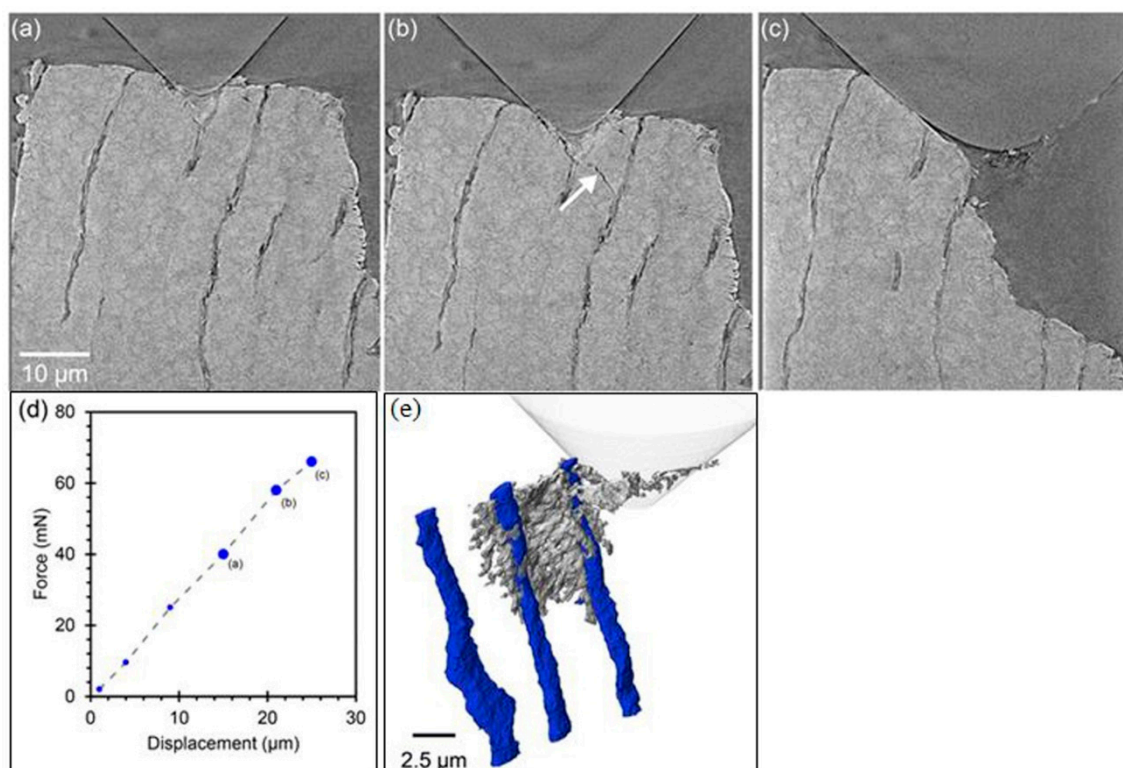 (a)
(b)
(c)
10 µm
(d)
80
60
40
20
0
Force (mN)
(a)
(b)
(c)
0
10
20
30
Displacement (µm)
(e)
2.5 µm